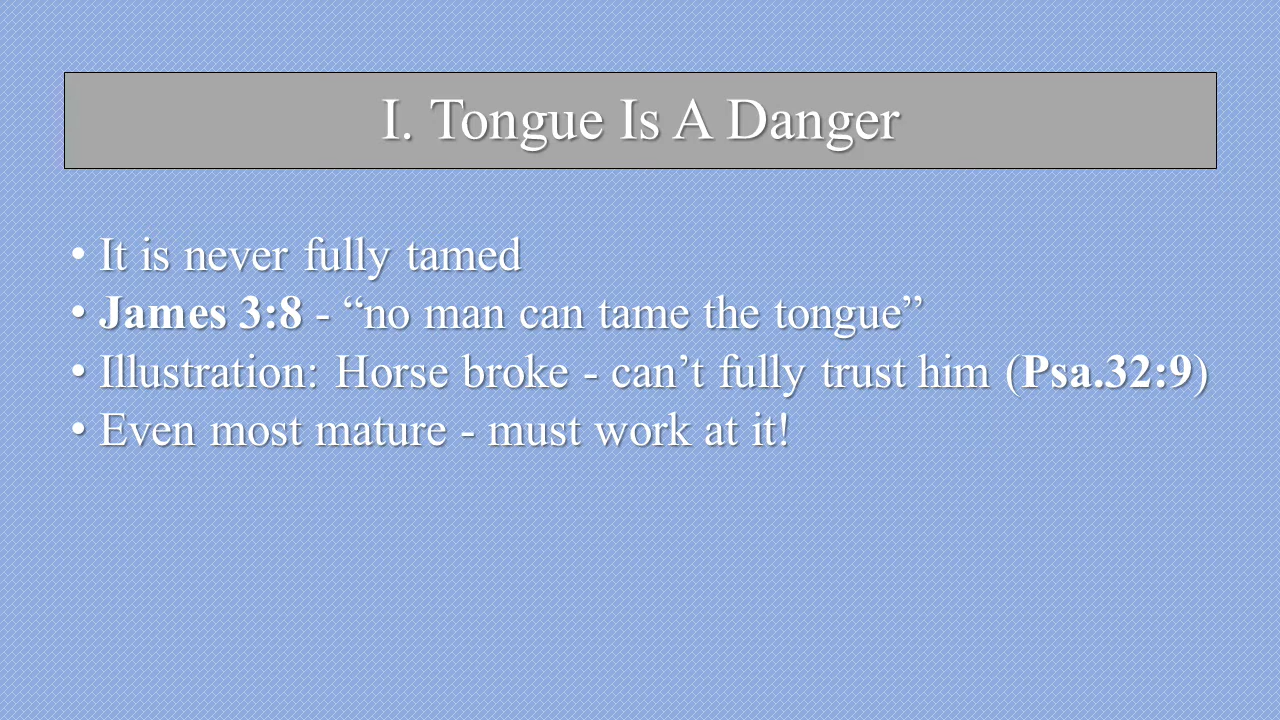 I. Tongue Is A Danger
• It is never fully tamed
• James 3:8 - “no man can tame the tongue”
• Illustration: Horse broke - can’t fully trust him (Psa.32:9)
• Even most mature - must work at it!